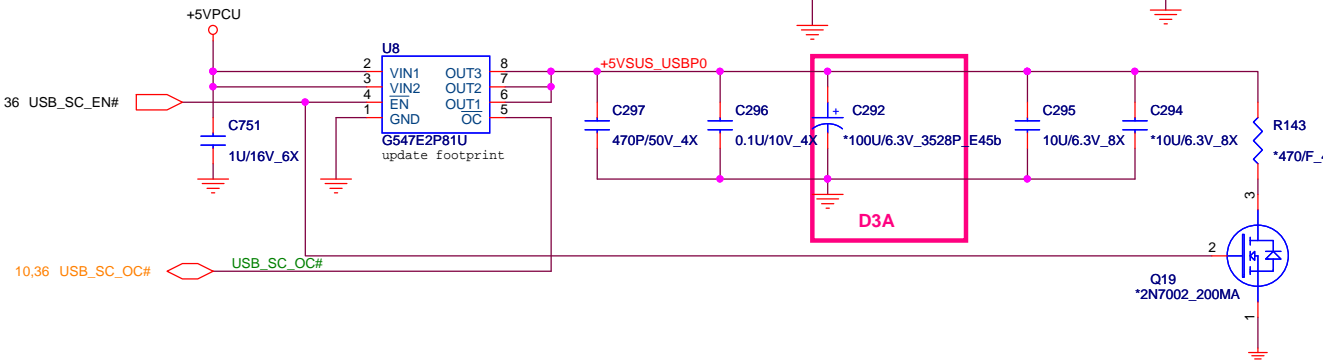 +5VPCU
U8
2 VIN1 OUT3 8
3 VIN2 OUT2 7
4 EN OUT1 6
1 GND OC 5
G547E2P81U
update footprint
36 USB_SC_EN#
C751
1U/16V_6X
+5VSUS_USBP0
C297
470P/50V_4X
C296
0.1U/10V_4X
+
C292
*100U/6.3V_3528P_E45b
C295
10U/6.3V_8X
C294
*10U/6.3V_8X
R143
*470/F_
D3A
10,36 USB_SC_OC#
USB_SC_OC#
3
2
1
Q19
*2N7002_200MA